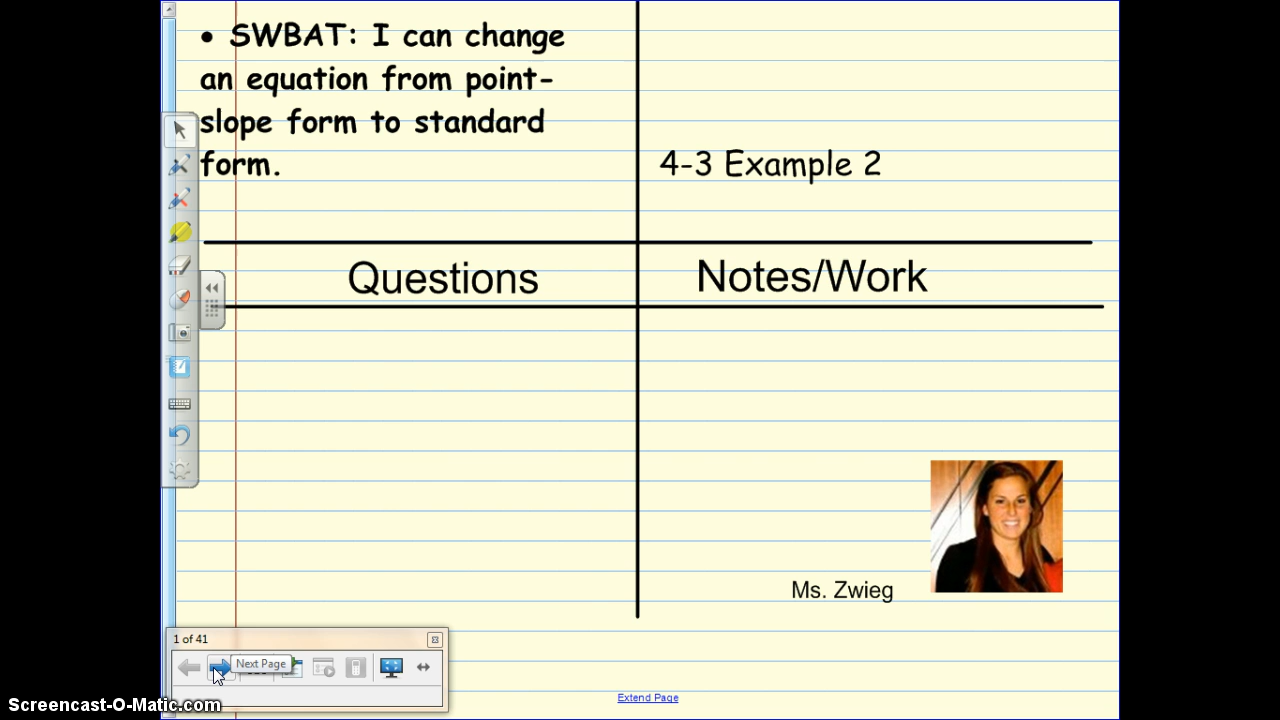 • SWBAT: I can change
an equation from point-
slope form to standard
form.
4-3 Example 2
Questions
Notes/Work
Ms. Zwieg
1 of 41
Next Page
Extend Page
Screencast-O-Matic.com